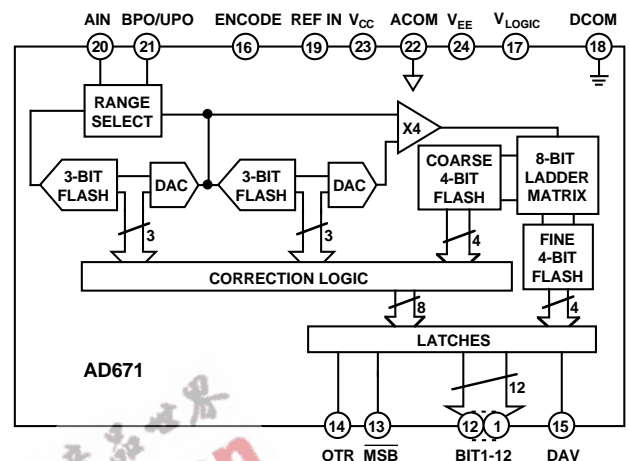 AIN BPO/UPO ENCODE REF IN VCC ACOM VEE VLOGIC DCOM
20 21 16 19 23 22 24 17 18
RANGE
SELECT
X4
3-BIT
FLASH
DAC
3-BIT
FLASH
DAC
COARSE
4-BIT
FLASH
8-BIT
LADDER
MATRIX
3
3
4
FINE
4-BIT
FLASH
CORRECTION LOGIC
8
4
LATCHES
AD671
12
14 13 12 1 15
OTR MSB BIT1-12 DAV